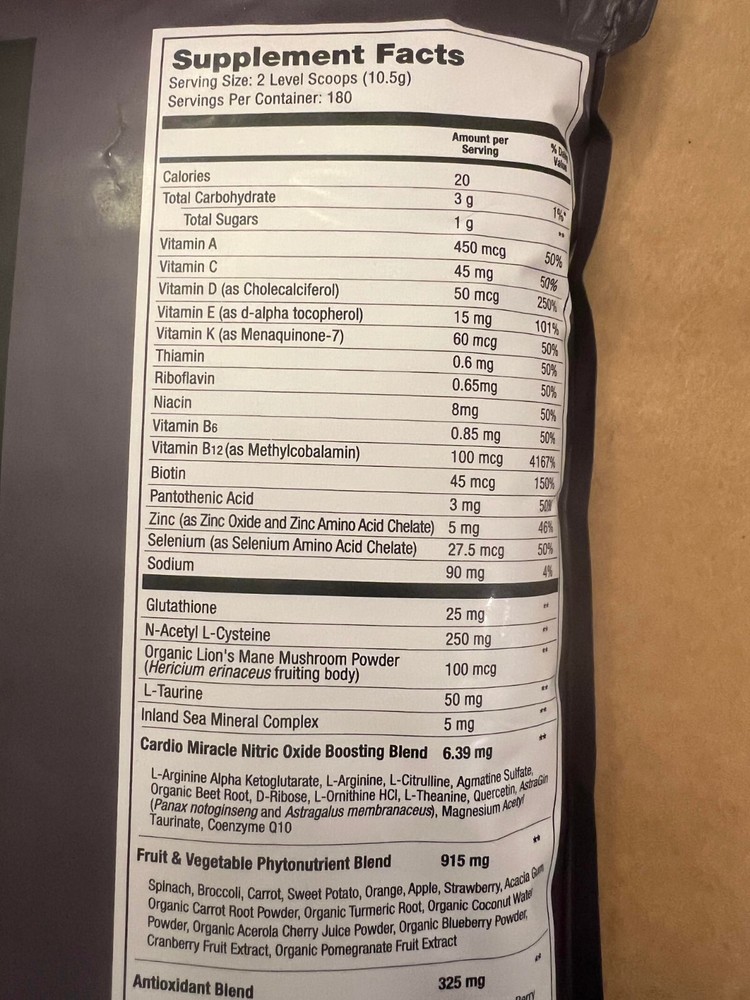 Supplement Facts
Serving Size: 2 Level Scoops (10.5g)
Servings Per Container: 180
Amount per Serving
Calories 20
Total Carbohydrate 3 g 1%*
Total Sugars 1 g **
Vitamin A 450 mcg 50%
Vitamin C 45 mg 50%
Vitamin D (as Cholecalciferol) 50 mcg 250%
Vitamin E (as d-alpha tocopherol) 15 mg 101%
Vitamin K (as Menaquinone-7) 60 mcg 50%
Thiamin 0.6 mg 50%
Riboflavin 0.65mg 50%
Niacin 8mg 50%
Vitamin B6 0.85 mg 50%
Vitamin B12 (as Methylcobalamin) 100 mcg 4167%
Biotin 45 mcg 150%
Pantothenic Acid 3 mg
Zinc (as Zinc Oxide and Zinc Amino Acid Chelate) 5 mg 46%
Selenium (as Selenium Amino Acid Chelate) 27.5 mcg 50%
Sodium 90 mg 4%
Glutathione 25 mg **
N-Acetyl L-Cysteine 250 mg **
Organic Lion's Mane Mushroom Powder **
(Hericium erinaceus fruiting body) 100 mcg
L-Taurine 50 mg **
Inland Sea Mineral Complex 5 mg **
Cardio Miracle Nitric Oxide Boosting Blend 6.39 mg **
L-Arginine Alpha Ketoglutarate, L-Arginine, L-Citrulline, Agmatine Sulfate,
Organic Beet Root, D-Ribose, L-Ornithine HCl, L-Theanine, Quercetin, AstraGin
(Panax notoginseng and Astragalus membranaceus), Magnesium Acetyl
Taurinate, Coenzyme Q10
Fruit & Vegetable Phytonutrient Blend 915 mg **
Spinach, Broccoli, Carrot, Sweet Potato, Orange, Apple, Strawberry, Acacia Gum
Organic Carrot Root Powder, Organic Turmeric Root, Organic Coconut Water
Powder, Organic Acerola Cherry Juice Powder, Organic Blueberry Powder,
Cranberry Fruit Extract, Organic Pomegranate Fruit Extract
Antioxidant Blend 325 mg **